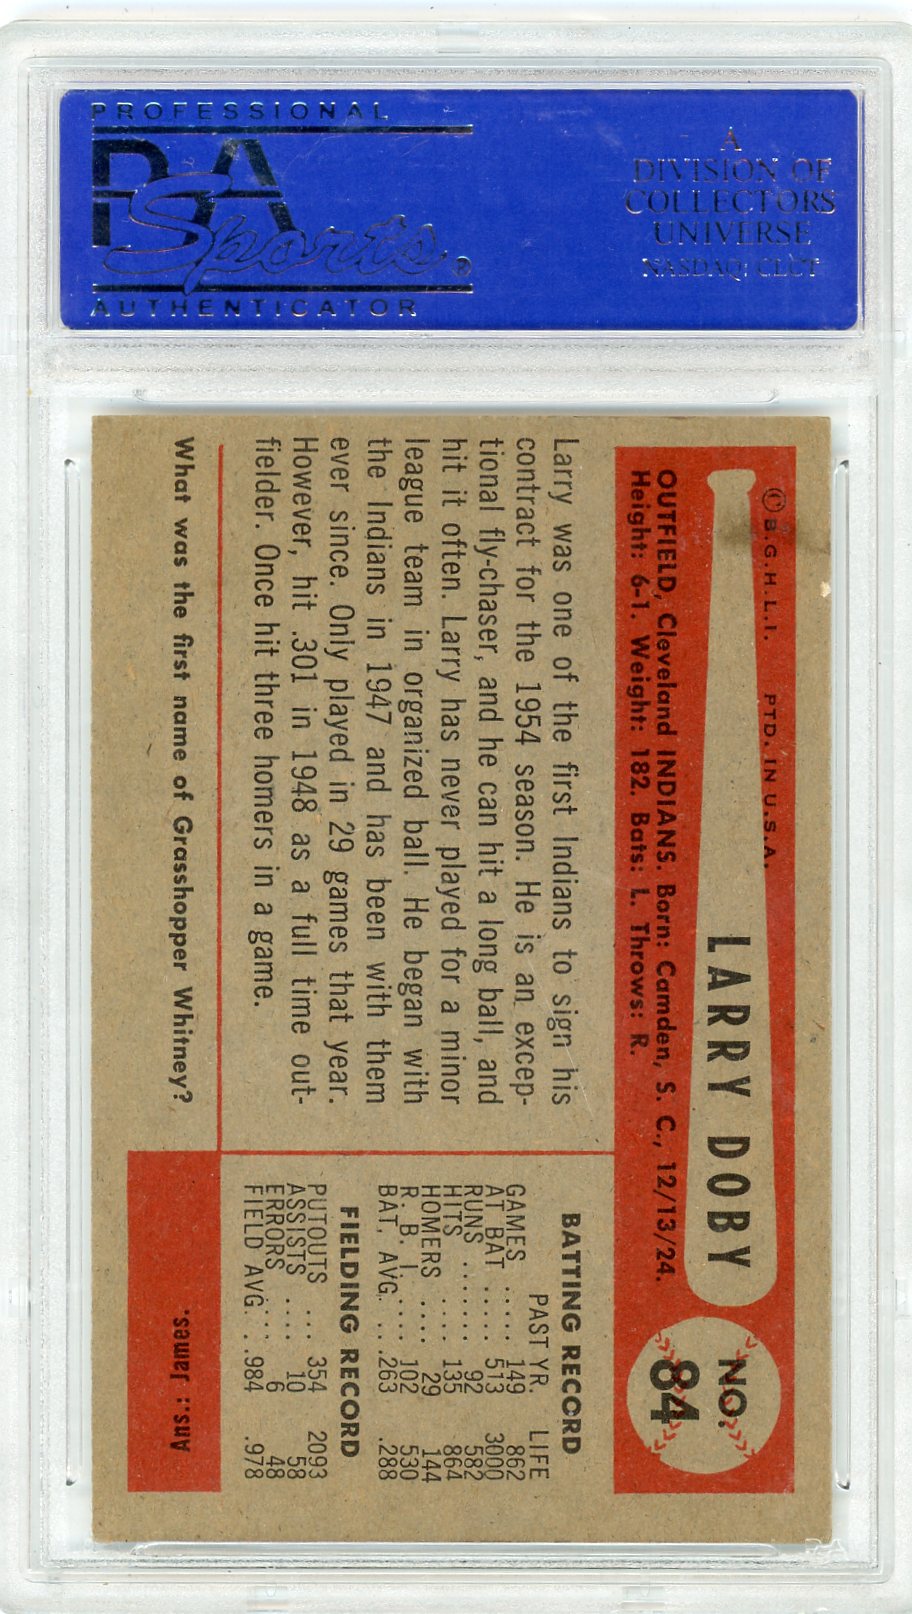 PROFESSIONAL
PSA
Sports®
AUTHENTICATOR
A
DIVISION OF
COLLECTORS
UNIVERSE
NASDAQ: CLCT
© B.G.H.L.I. PTD. IN U.S.A.
LARRY DOBY
NO.
84
OUTFIELD, Cleveland INDIANS. Born: Camden, S. C., 12/13/24.
Height: 6-1. Weight: 182. Bats: L. Throws: R.
Larry was one of the first Indians to sign his
contract for the 1954 season. He is an excep-
tional fly-chaser, and he can hit a long ball, and
hit it often. Larry has never played for a minor
league team in organized ball. He began with
the Indians in 1947 and has been with them
ever since. Only played in 29 games that year.
However, hit .301 in 1948 as a full time out-
fielder. Once hit three homers in a game.
BATTING RECORD
PAST YR. LIFE
GAMES ..... 149 862
AT BAT ..... 513 3000
RUNS ....... 92 582
HITS ...... 135 864
HOMERS .... 29 144
R. B. I. .... 102 530
BAT. AVG. .. .263 .288
FIELDING RECORD
PUTOUTS ... 354 2093
ASSISTS .... 10 58
ERRORS .... 6 48
FIELD AVG. . .984 .978
What was the first name of Grasshopper Whitney?
Ans.: James.